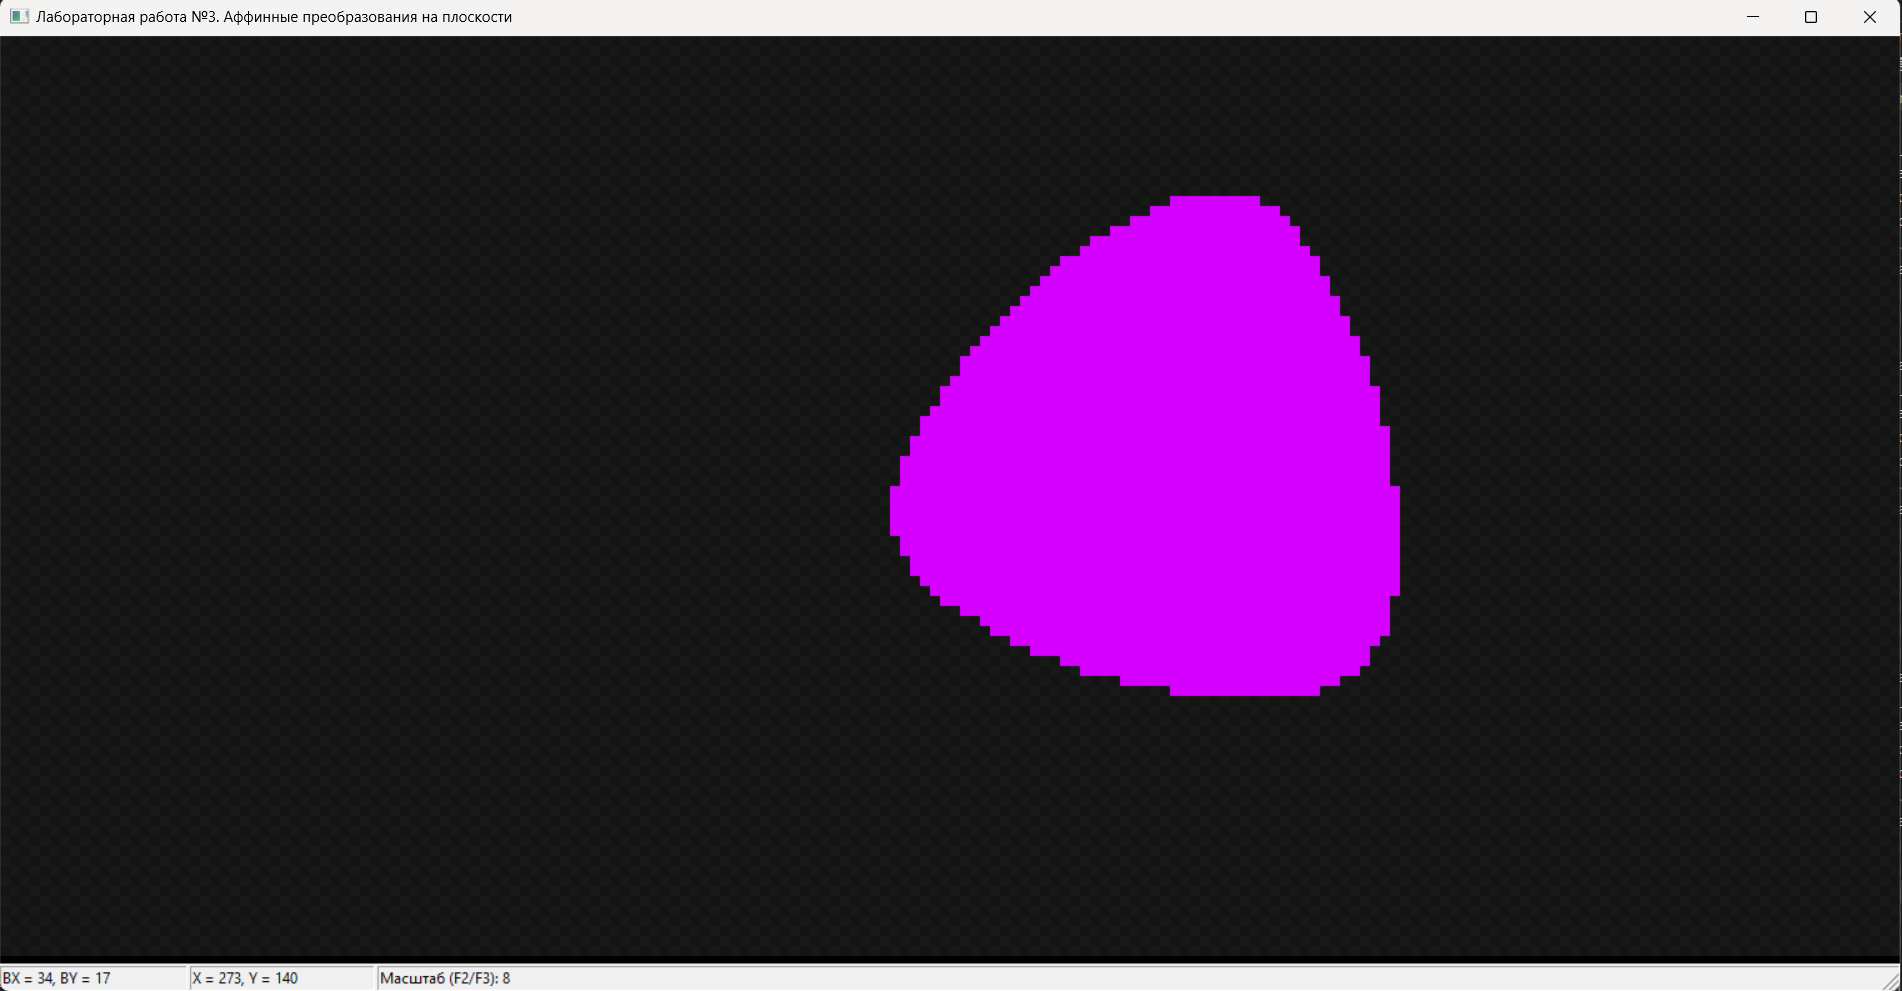 Лабораторная работа №3. Аффинные преобразования на плоскости
BX = 34, BY = 17
X = 273, Y = 140
Масштаб (F2/F3): 8